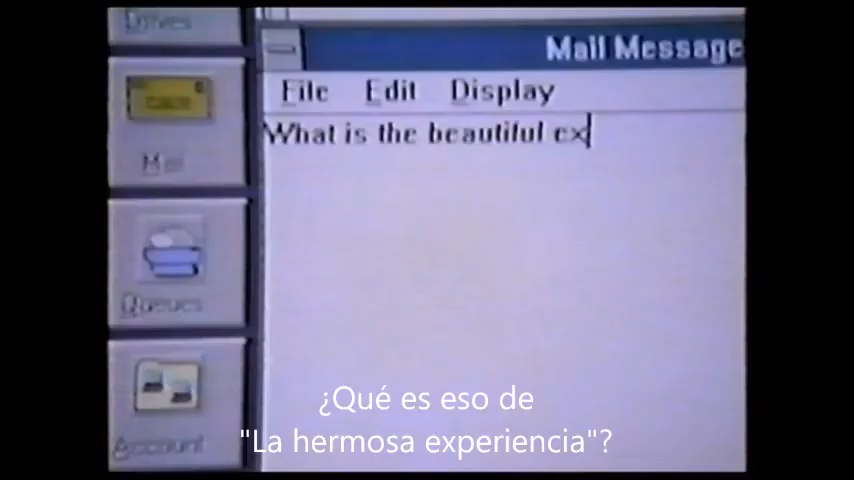 Drives
Mail Message
File Edit Display
What is the beautiful ex
Mail
Queues
Account
¿Qué es eso de
"La hermosa experiencia"?